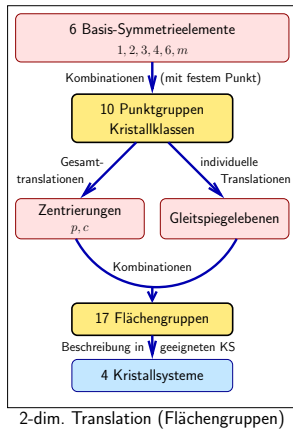 6 Basis-Symmetrieelemente
1, 2, 3, 4, 6, m
Kombinationen (mit festem Punkt)
10 Punktgruppen
Kristallklassen
Gesamt-
translationen
individuelle
Translationen
Zentrierungen
p, c
Gleitspiegelebenen
Kombinationen
17 Flächengruppen
Beschreibung in geeigneten KS
4 Kristallsysteme
2-dim. Translation (Flächengruppen)